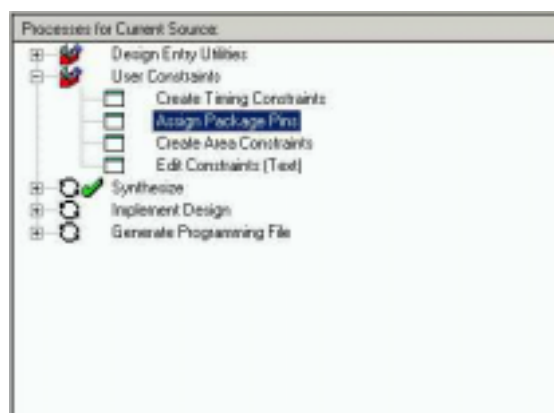 Processes for Current Source:
Design Entry Utilities
User Constraints
Create Timing Constraints
Assign Package Pins
Create Area Constraints
Edit Constraints (Text)
Synthesize
Implement Design
Generate Programming File